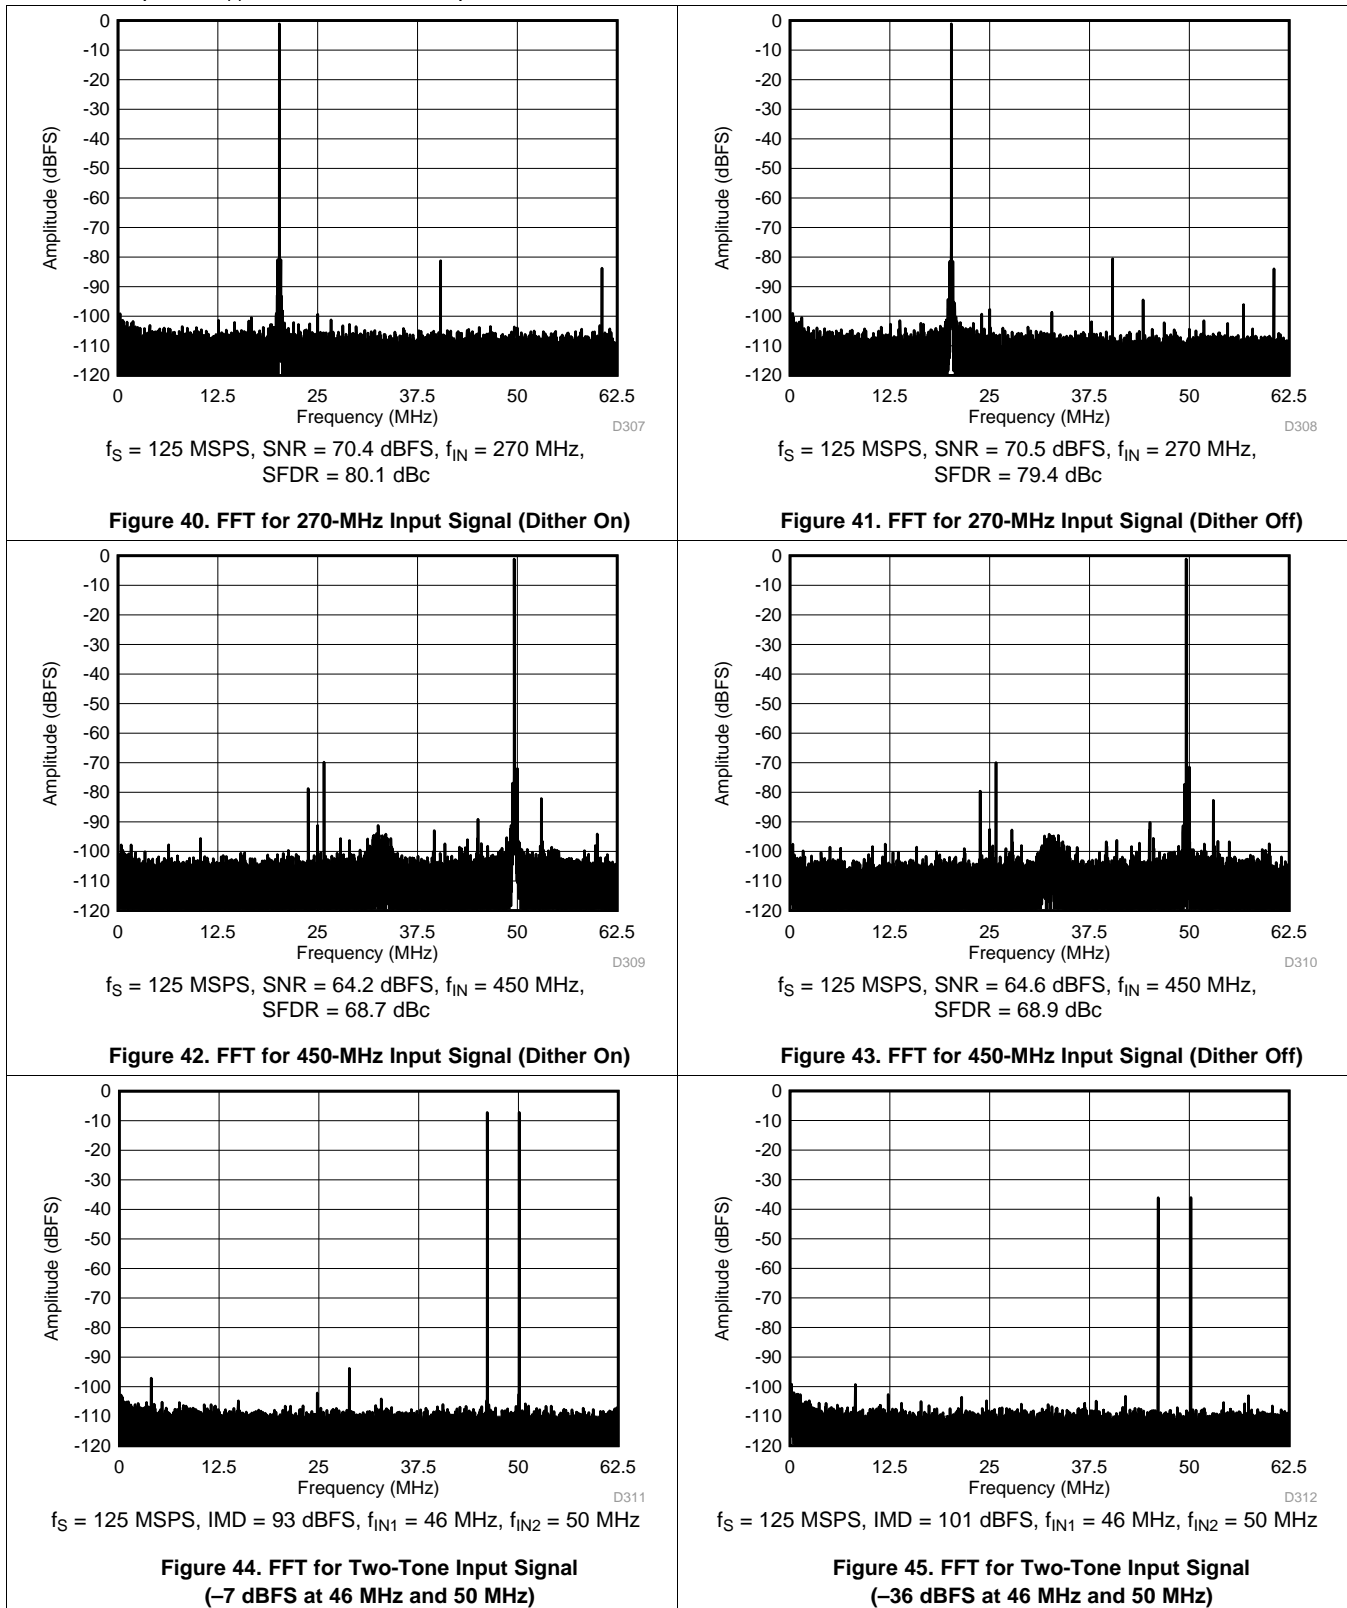 0
-10
-20
-30
-40
-50
-60
-70
-80
-90
-100
-110
-120
Amplitude (dBFS)
0 12.5 25 37.5 50 62.5
Frequency (MHz)
D307
fS = 125 MSPS, SNR = 70.4 dBFS, fIN = 270 MHz,
SFDR = 80.1 dBc
Figure 40. FFT for 270-MHz Input Signal (Dither On)
0
-10
-20
-30
-40
-50
-60
-70
-80
-90
-100
-110
-120
Amplitude (dBFS)
0 12.5 25 37.5 50 62.5
Frequency (MHz)
D308
fS = 125 MSPS, SNR = 70.5 dBFS, fIN = 270 MHz,
SFDR = 79.4 dBc
Figure 41. FFT for 270-MHz Input Signal (Dither Off)
0
-10
-20
-30
-40
-50
-60
-70
-80
-90
-100
-110
-120
Amplitude (dBFS)
0 12.5 25 37.5 50 62.5
Frequency (MHz)
D309
fS = 125 MSPS, SNR = 64.2 dBFS, fIN = 450 MHz,
SFDR = 68.7 dBc
Figure 42. FFT for 450-MHz Input Signal (Dither On)
0
-10
-20
-30
-40
-50
-60
-70
-80
-90
-100
-110
-120
Amplitude (dBFS)
0 12.5 25 37.5 50 62.5
Frequency (MHz)
D310
fS = 125 MSPS, SNR = 64.6 dBFS, fIN = 450 MHz,
SFDR = 68.9 dBc
Figure 43. FFT for 450-MHz Input Signal (Dither Off)
0
-10
-20
-30
-40
-50
-60
-70
-80
-90
-100
-110
-120
Amplitude (dBFS)
0 12.5 25 37.5 50 62.5
Frequency (MHz)
D311
fS = 125 MSPS, IMD = 93 dBFS, fIN1 = 46 MHz, fIN2 = 50 MHz
Figure 44. FFT for Two-Tone Input Signal
(–7 dBFS at 46 MHz and 50 MHz)
0
-10
-20
-30
-40
-50
-60
-70
-80
-90
-100
-110
-120
Amplitude (dBFS)
0 12.5 25 37.5 50 62.5
Frequency (MHz)
D312
fS = 125 MSPS, IMD = 101 dBFS, fIN1 = 46 MHz, fIN2 = 50 MHz
Figure 45. FFT for Two-Tone Input Signal
(–36 dBFS at 46 MHz and 50 MHz)